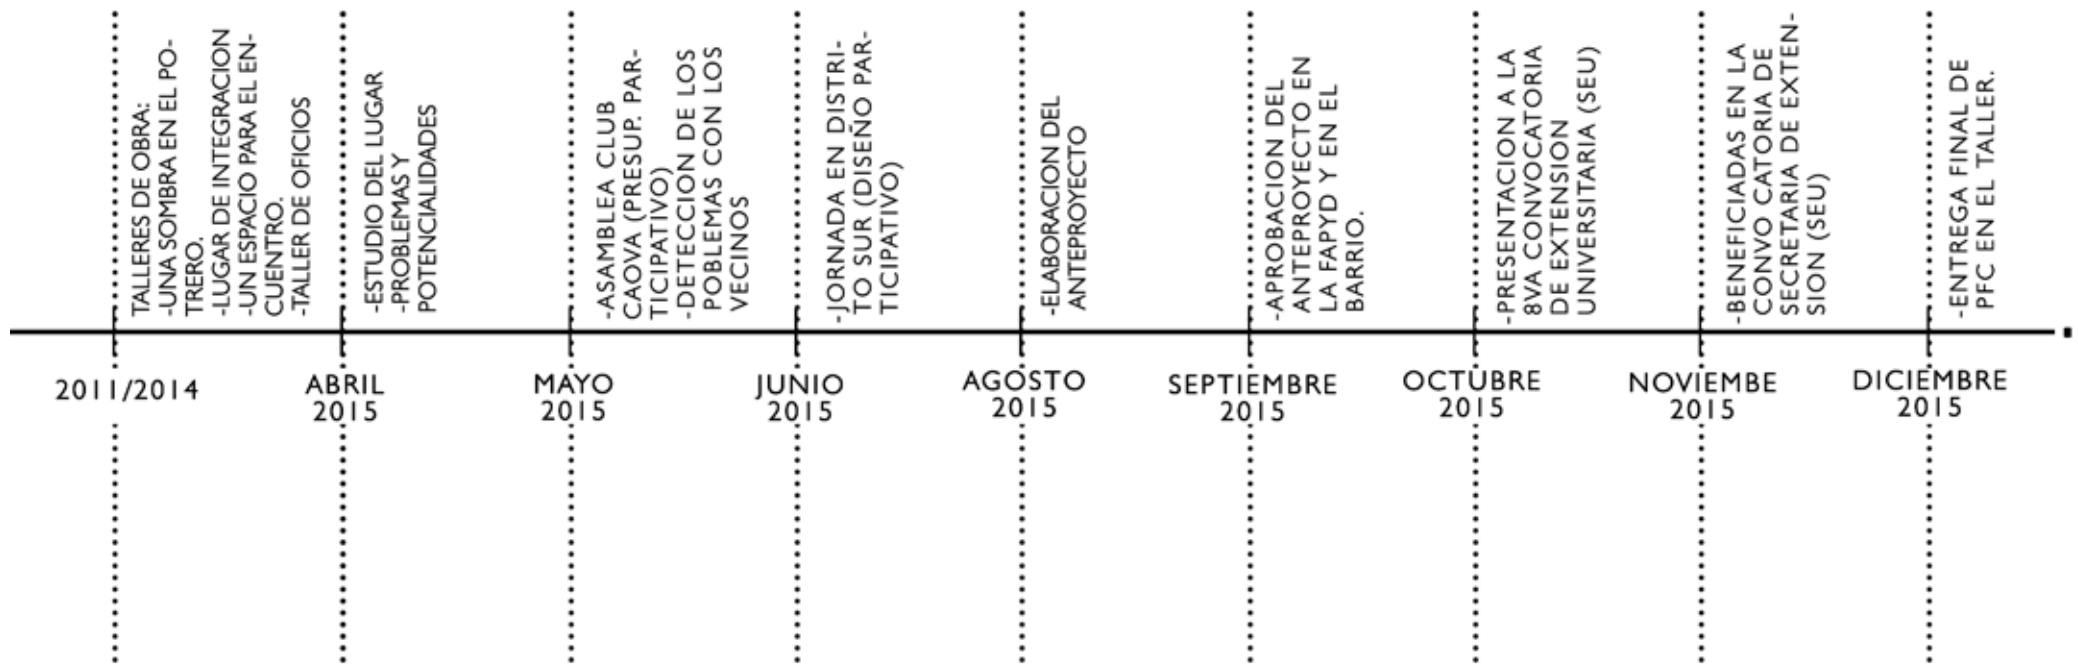 TALLERES DE OBRA:
-UNA SOMBRA EN EL PO-
TRERO.
-LUGAR DE INTEGRACION
-UN ESPACIO PARA EL EN-
CUENTRO.
-TALLER DE OFICIOS
2011/2014
-ESTUDIO DEL LUGAR
-PROBLEMAS Y
POTENCIALIDADES
ABRIL
2015
-ASAMBLEA CLUB
CAOVA (PRESUP. PAR-
TICIPATIVO)
-DETECCION DE LOS
POBLEMAS CON LOS
VECINOS
MAYO
2015
-JORNADA EN DISTRI-
TO SUR (DISEÑO PAR-
TICIPATIVO)
JUNIO
2015
-ELABORACION DEL
ANTEPROYECTO
AGOSTO
2015
-APROBACION DEL
ANTEPROYECTO EN
LA FAPYD Y EN EL
BARRIO.
SEPTIEMBRE
2015
-PRESENTACION A LA
8VA CONVOCATORIA
DE EXTENSION
UNIVERSITARIA (SEU)
OCTUBRE
2015
-BENEFICIADAS EN LA
CONVO CATORIA DE
SECRETARIA DE EXTEN-
SION (SEU)
NOVIEMBE
2015
-ENTREGA FINAL DE
PFC EN EL TALLER.
DICIEMBRE
2015